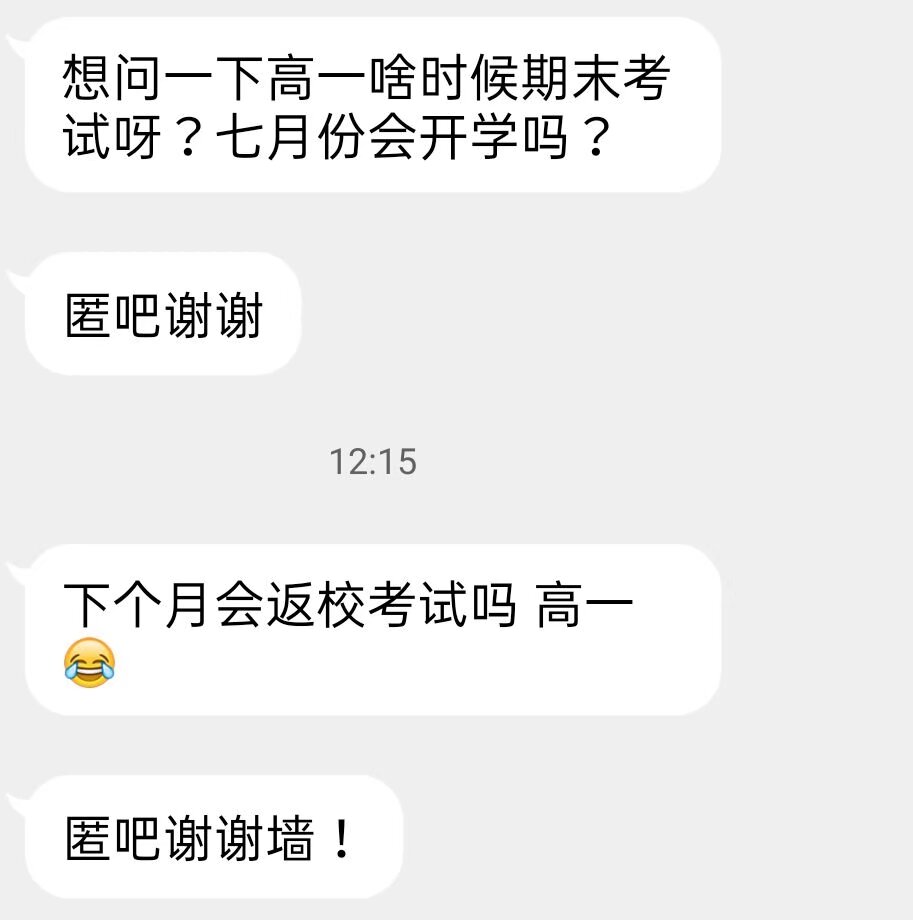 想问一下高一啥时候期末考
试呀？七月份会开学吗？
匿吧谢谢
12:15
下个月会返校考试吗 高一
😂
匿吧谢谢墙！